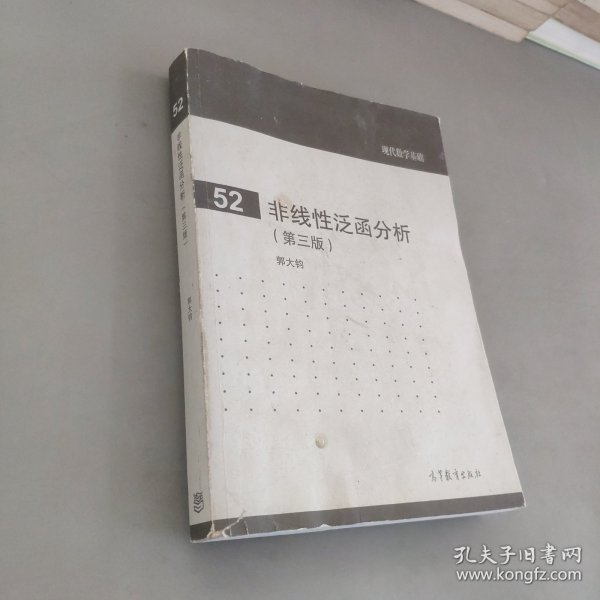 现代数学基础
52
非线性泛函分析
(第三版)
郭大钧
高等教育出版社
52
非线性泛函分析(第三版)
郭大钧
孔夫子旧书网
www.kongfz.com